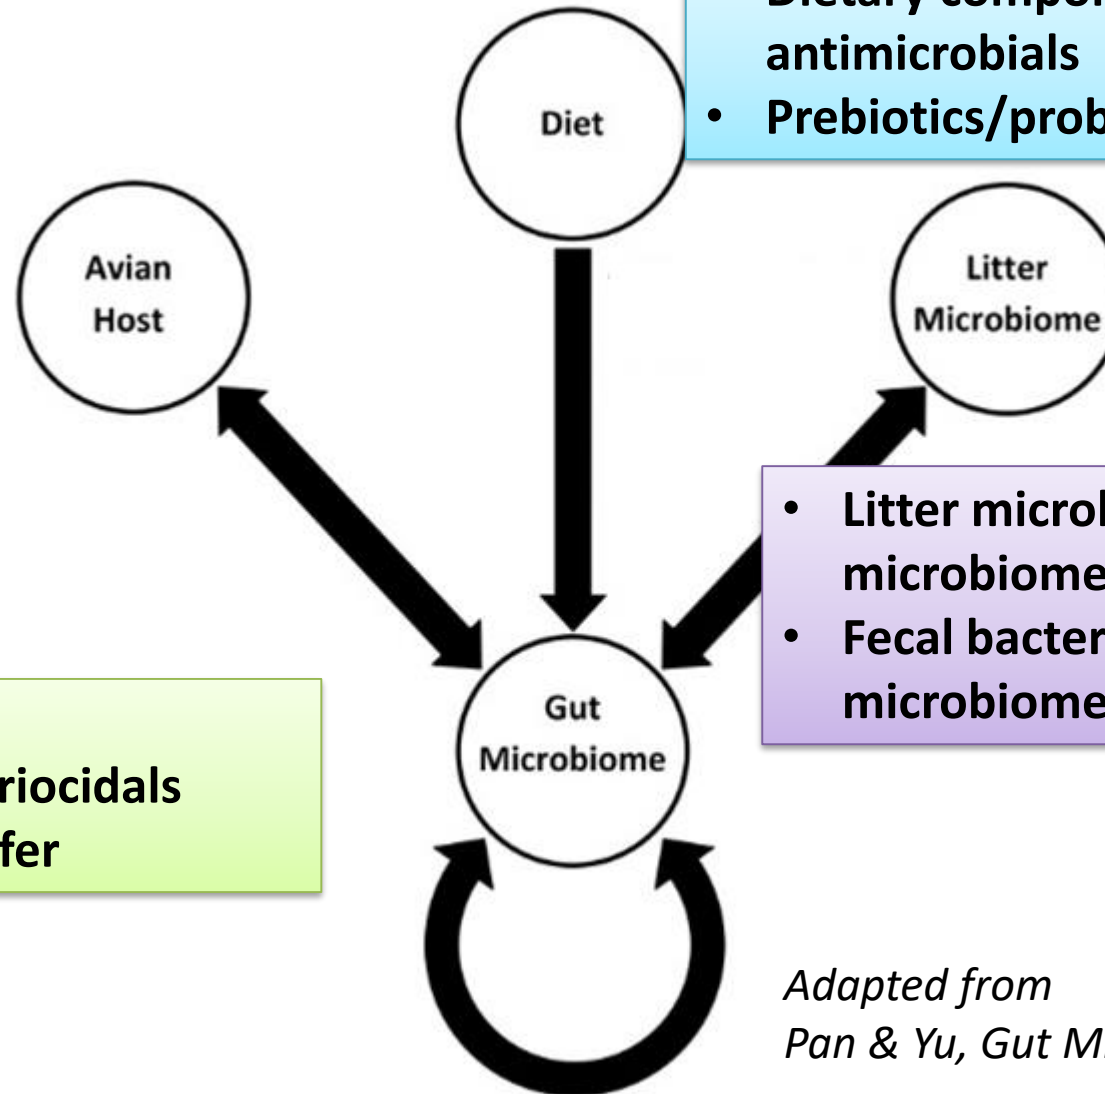 antimicrobials
• Prebiotics/prob
Diet
Avian
Host
Litter
Microbiome
• Litter microb
microbiome
• Fecal bacter
microbiome
Gut
Microbiome
riocidals
fer
Adapted from
Pan & Yu, Gut M